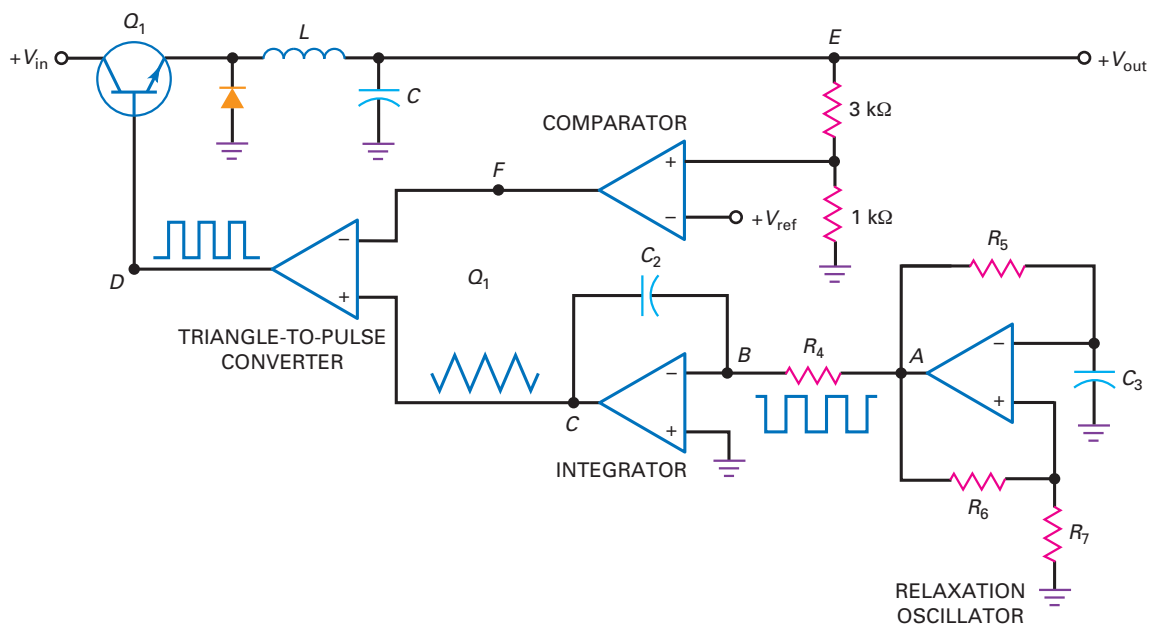 Q1
+Vin
L
E
+Vout
C
3 kΩ
COMPARATOR
+
F
−
+Vref
1 kΩ
−
D
+
Q1
C2
R5
TRIANGLE-TO-PULSE
CONVERTER
B
R4
A
−
C3
−
+
C
+
INTEGRATOR
R6
R7
RELAXATION
OSCILLATOR